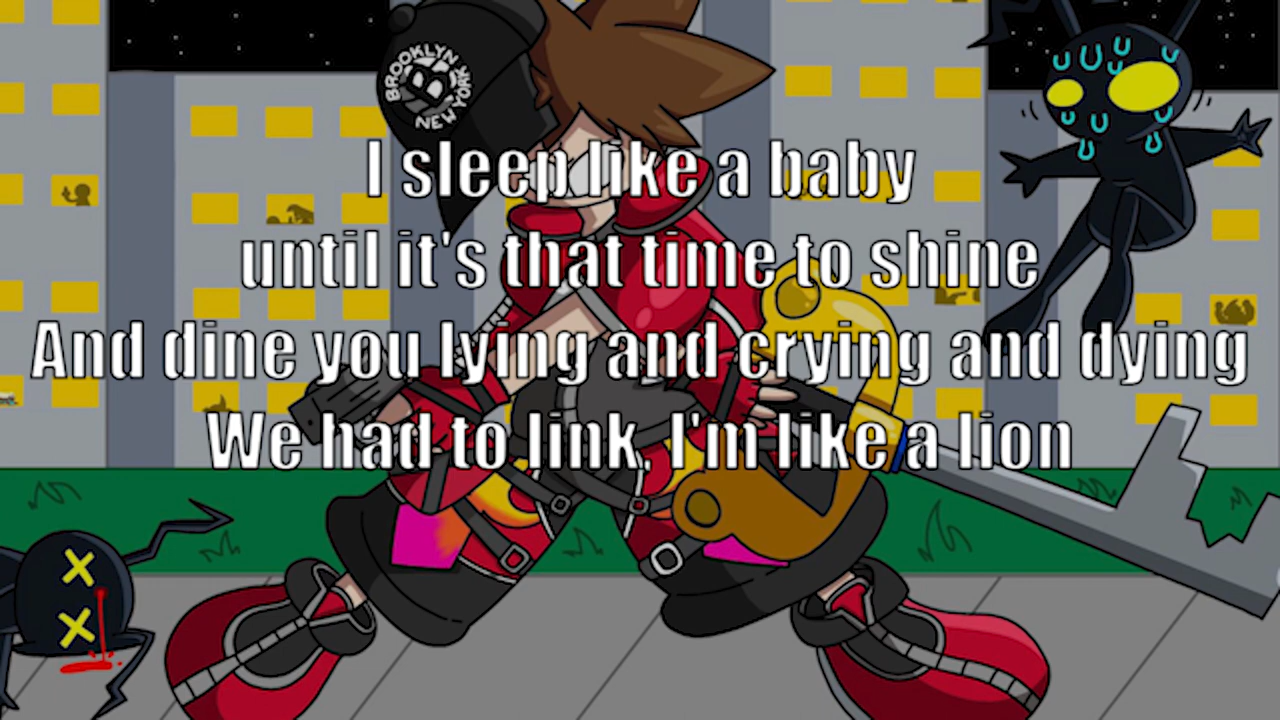 BROOKLYN
B
NEW YORK
I sleep like a baby
until it's that time to shine
And dine you lying and crying and dying
We had to link, I'm like a lion